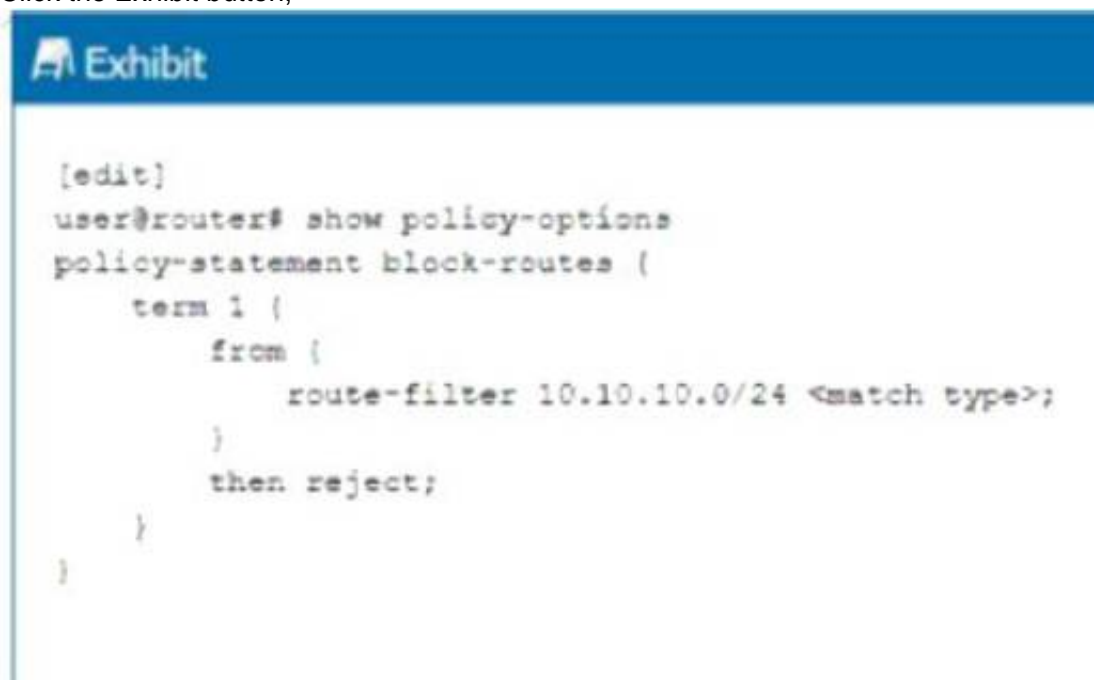 Click the Exhibit button,
Exhibit
[edit]
user@router# show policy-options
policy-statement block-routes {
term 1 {
from {
route-filter 10.10.10.0/24 <match type>;
}
then reject;
}
}